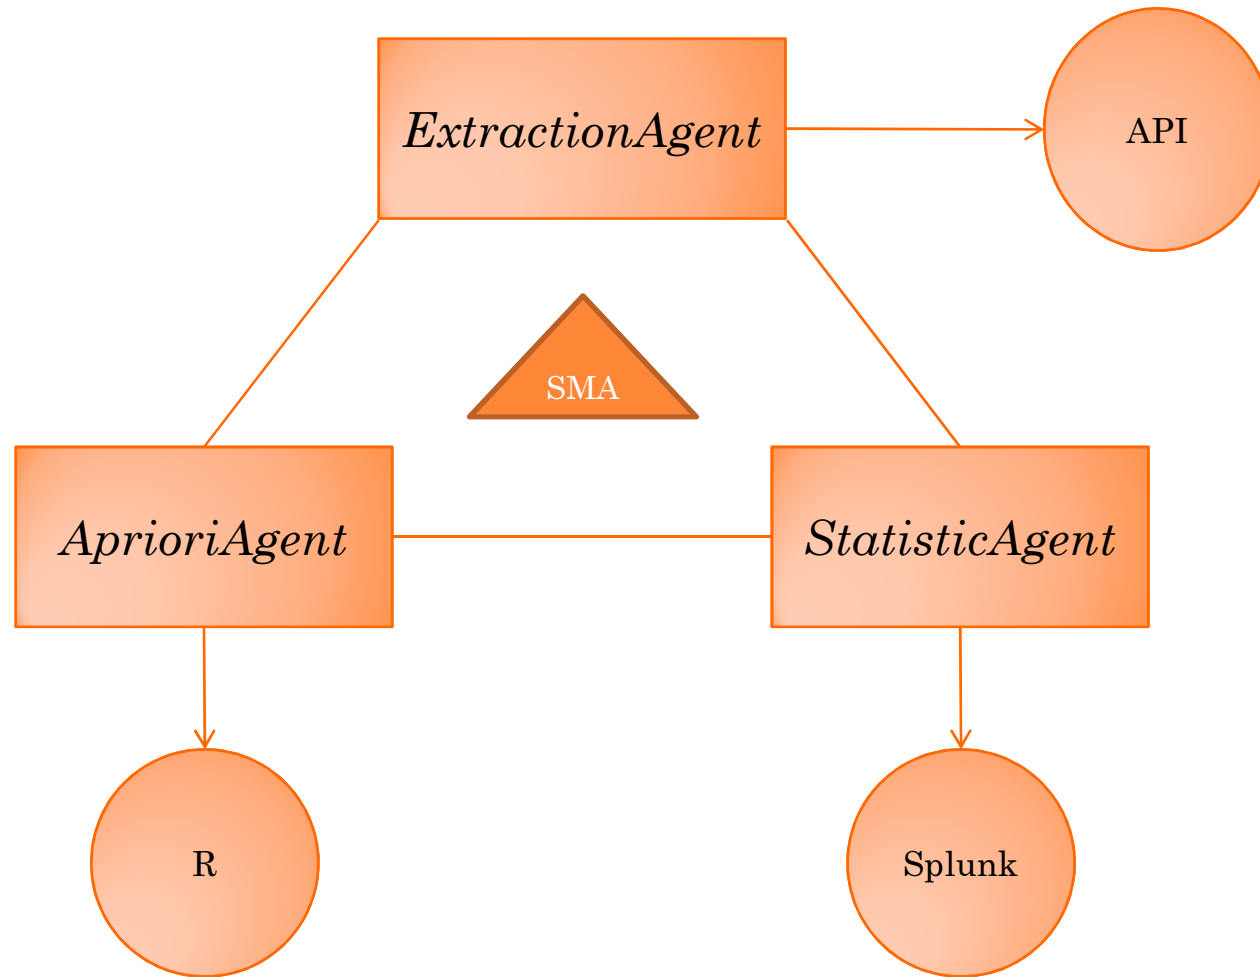 ExtractionAgent
API
SMA
AprioriAgent
StatisticAgent
R
Splunk